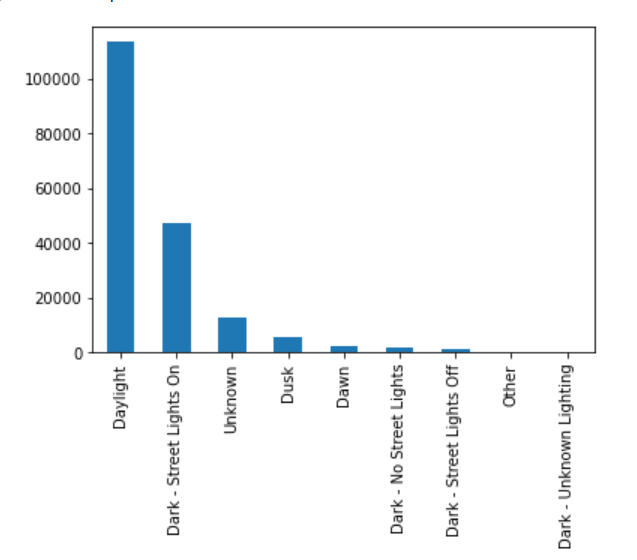 100000
80000
60000
40000
20000
0
Daylight
Dark - Street Lights On
Unknown
Dusk
Dawn
Dark - No Street Lights
Dark - Street Lights Off
Other
Dark - Unknown Lighting